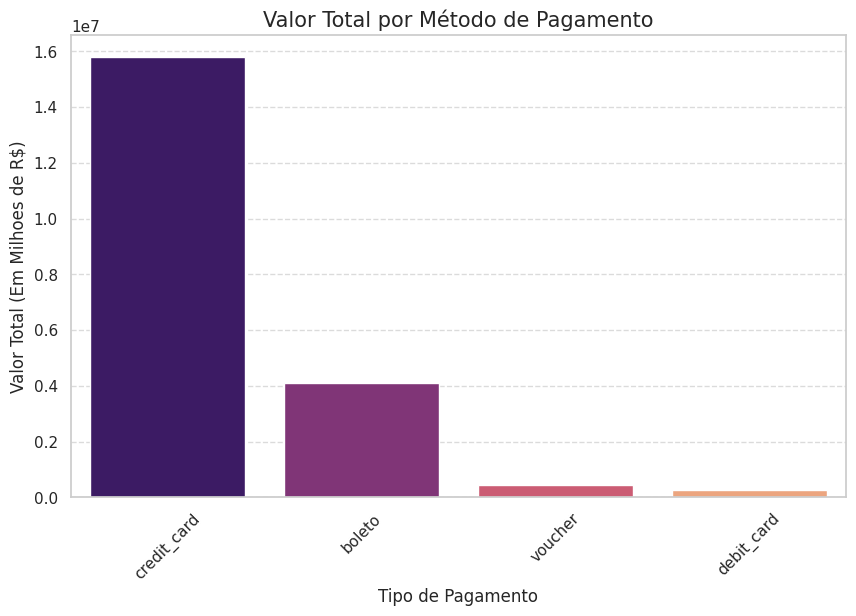 Valor Total por Método de Pagamento
1e7
Valor Total (Em Milhoes de R$)
1.6
1.4
1.2
1.0
0.8
0.6
0.4
0.2
0.0
credit_card
boleto
voucher
debit_card
Tipo de Pagamento